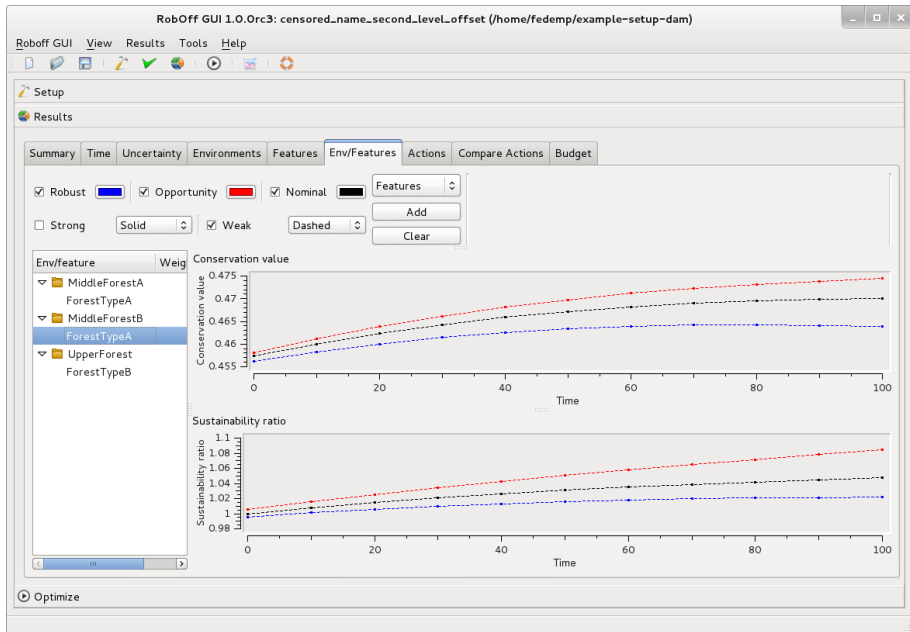 RobOff GUI 1.0.0rc3: censored_name_second_level_offset (/home/fedemp/example-setup-dam)
Roboff GUI View Results Tools Help
Setup
Results
Summary Time Uncertainty Environments Features Env/Features Actions Compare Actions Budget
Robust Opportunity Nominal Features
Add
Strong Solid Weak Dashed
Clear
Env/feature Weig
MiddleForestA
ForestTypeA
MiddleForestB
ForestTypeA
UpperForest
ForestTypeB
Conservation value
Conservation value
0.475
0.47
0.465
0.46
0.455
0 20 40 60 80 100
Time
Sustainability ratio
Sustainability ratio
1.1
1.08
1.06
1.04
1.02
1
0.98
0 20 40 60 80 100
Time
Optimize